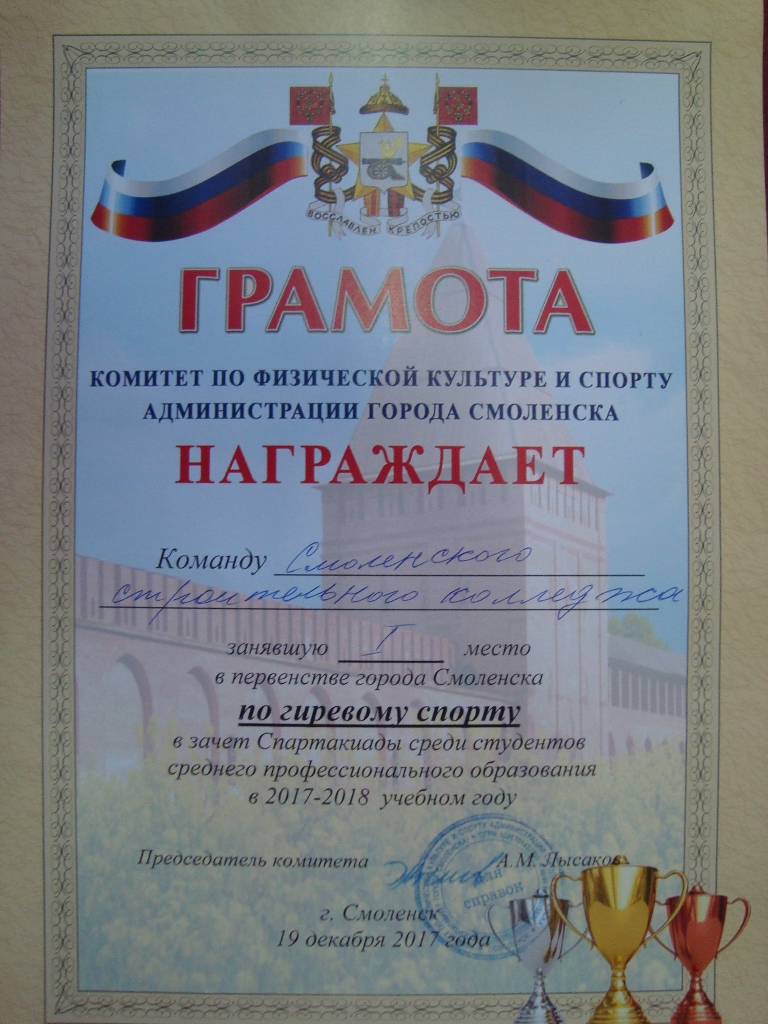 ВОССЛАВЛЕН КРЕПОСТЬЮ
ГРАМОТА
КОМИТЕТ ПО ФИЗИЧЕСКОЙ КУЛЬТУРЕ И СПОРТУ
АДМИНИСТРАЦИИ ГОРОДА СМОЛЕНСКА
НАГРАЖДАЕТ
Команду Смоленского
строительного колледжа
занявшую I место
в первенстве города Смоленска
по гиревому спорту
в зачет Спартакиады среди студентов
среднего профессионального образования
в 2017-2018 учебном году
Председатель комитета А.М. Лысаков
для
справок
г. Смоленск
19 декабря 2017 года